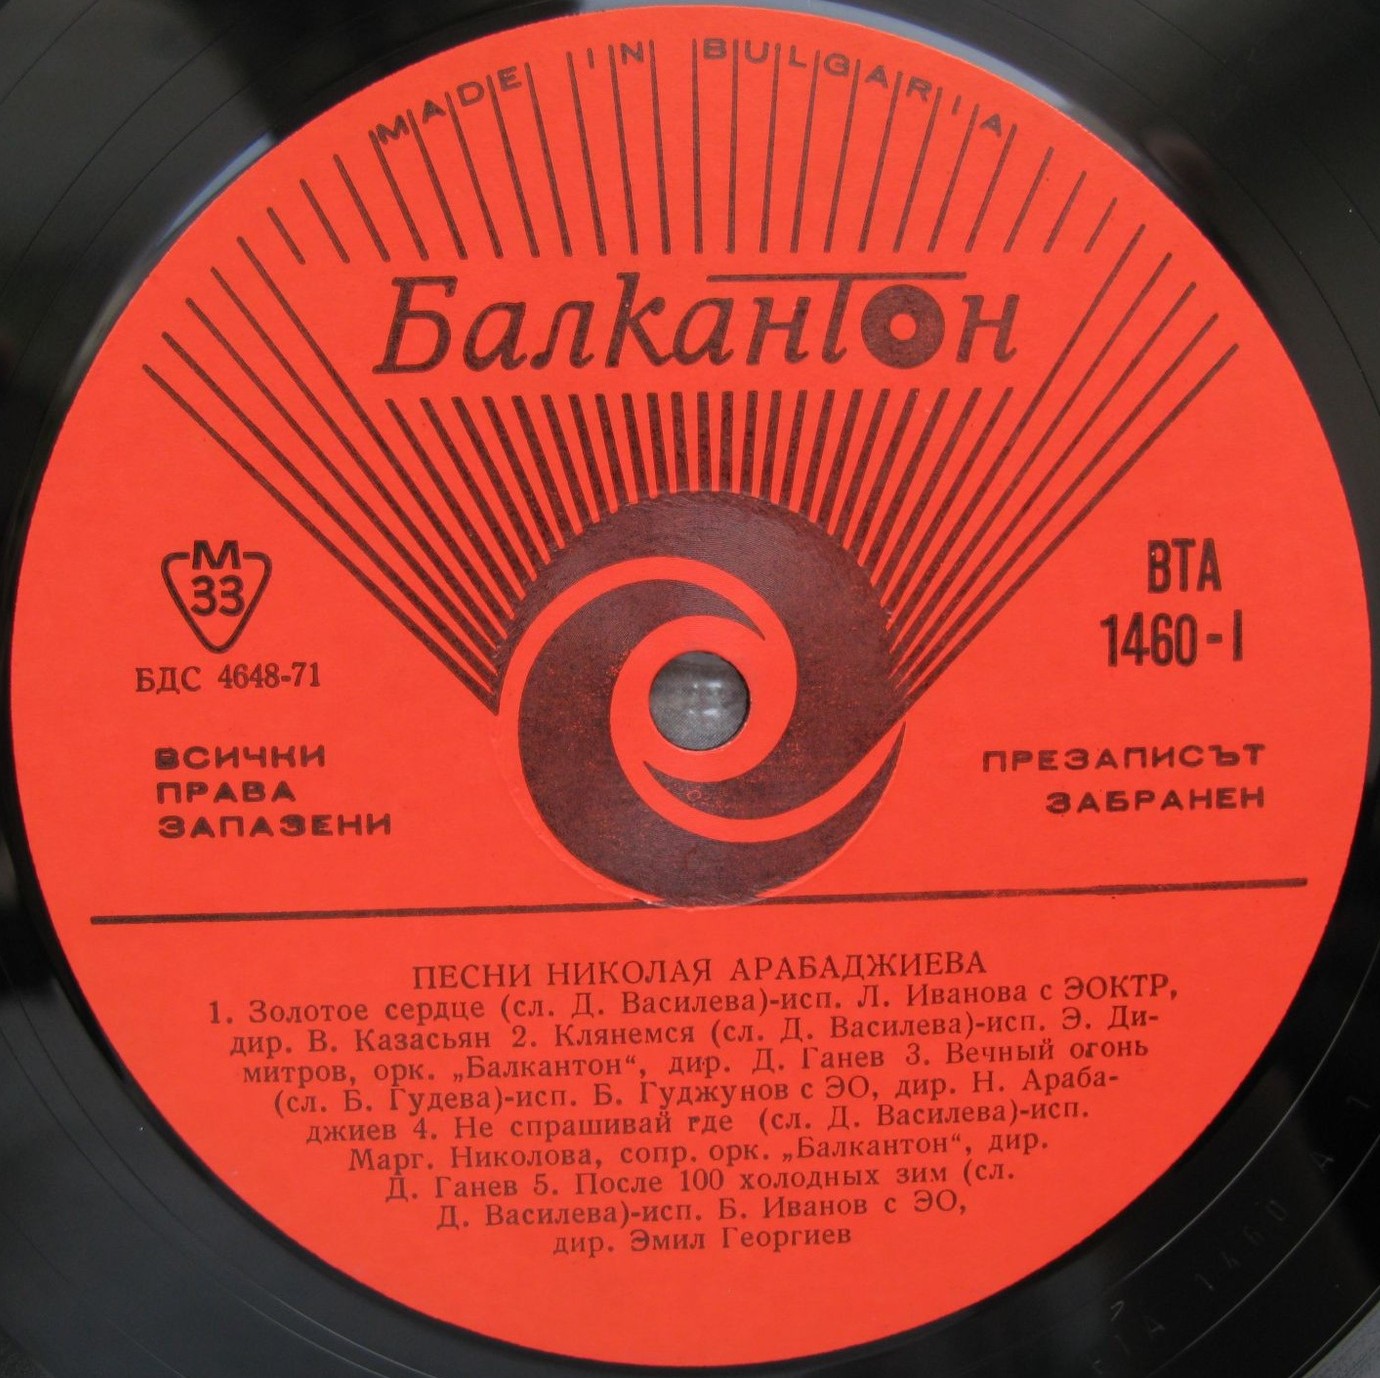 MADE IN BULGARIA
Балкантон
М
33
БДС 4648-71
ВСИЧКИ
ПРАВА
ЗАПАЗЕНИ
ВТА
1460-I
ПРЕЗАПИСЪТ
ЗАБРАНЕН
ПЕСНИ НИКОЛАЯ АРАБАДЖИЕВА
1. Золотое сердце (сл. Д. Василева)-исп. Л. Иванова с ЭОКТР,
дир. В. Казасьян 2. Клянемся (сл. Д. Василева)-исп. Э. Ди-
митров, орк. „Балкантон“, дир. Д. Ганев 3. Вечный огонь
(сл. Б. Гудева)-исп. Б. Гуджунов с ЭО, дир. Н. Араба-
джиев 4. Не спрашивай где (сл. Д. Василева)-исп.
Марг. Николова, сопр. орк. „Балкантон“, дир.
Д. Ганев 5. После 100 холодных зим (сл.
Д. Василева)-исп. Б. Иванов с ЭО,
дир. Эмил Георгиев